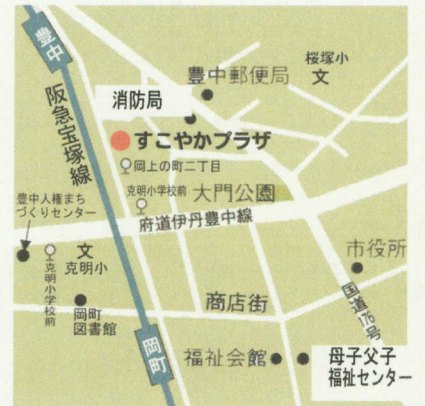 豊中
桜塚小
文
豊中郵便局
消防局
阪急宝塚線
すこやかプラザ
岡上の町二丁目
克明小学校前
大門公園
豊中人権まち
づくりセンター
府道伊丹豊中線
文
克明小
克明小学校前
市役所
国道176号
岡町
図書館
商店街
岡町
福祉会館
母子父子
福祉センター